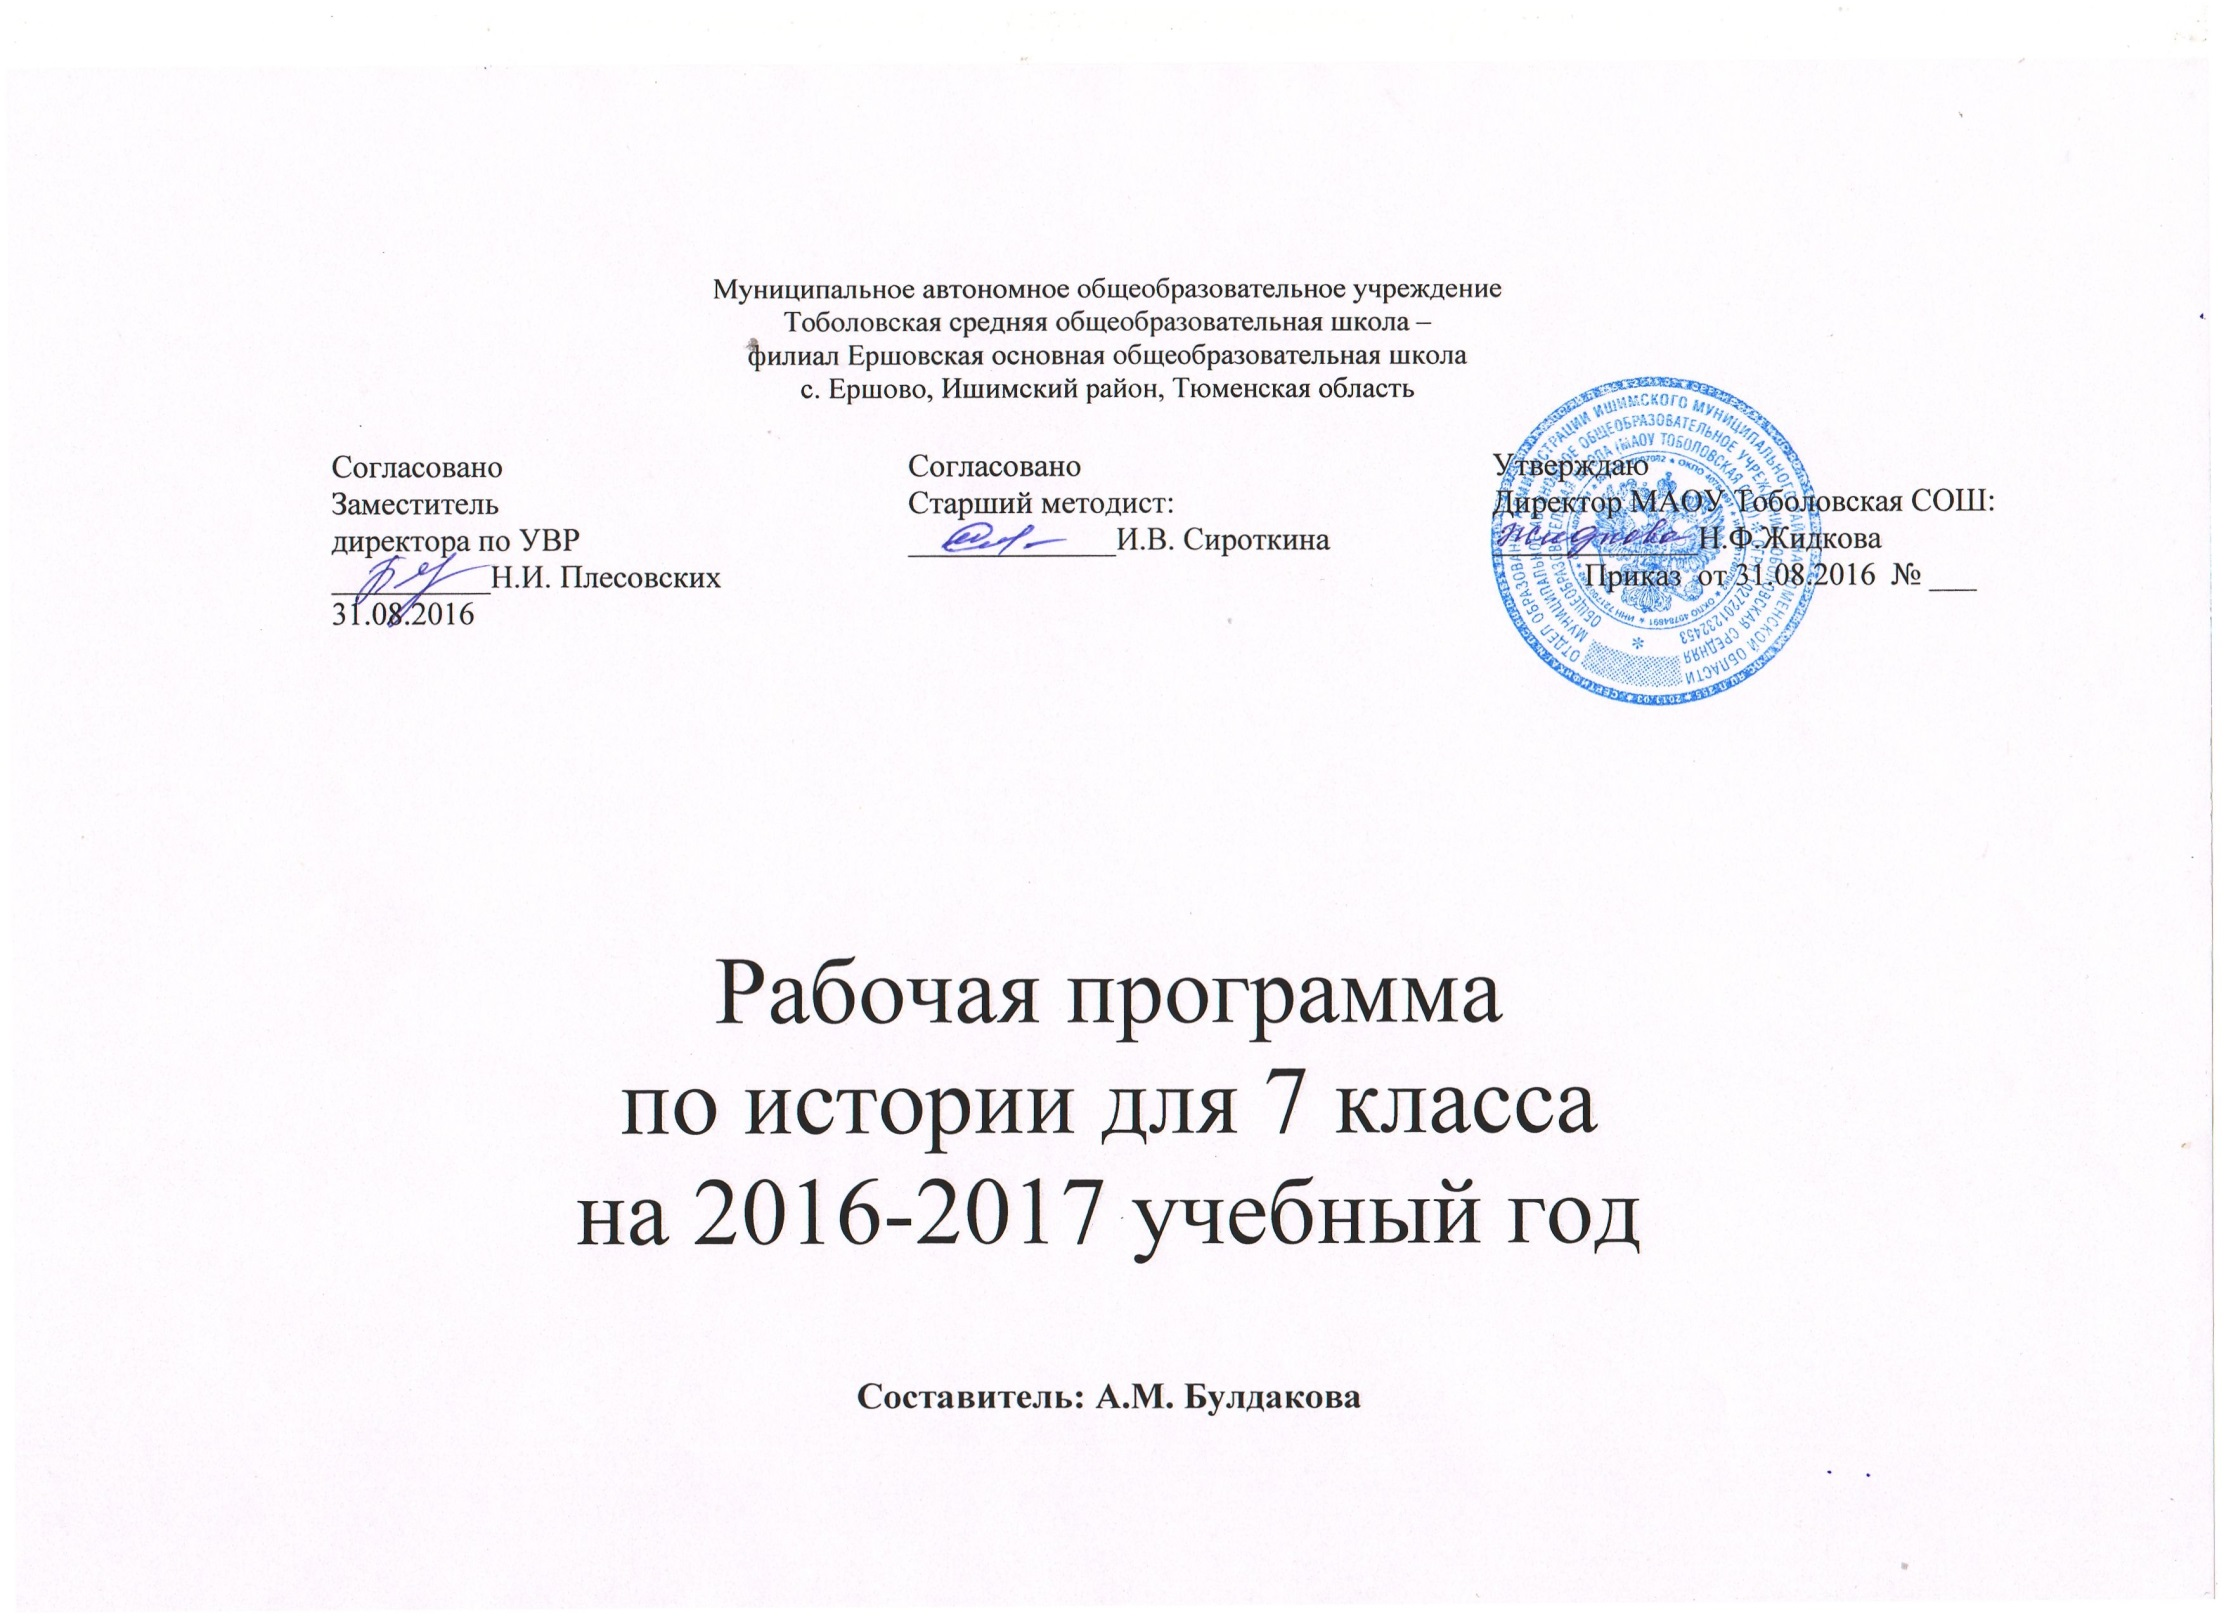 Муниципальное автономное общеобразовательное учреждение
Тоболовская средняя общеобразовательная школа –
филиал Ершовская основная общеобразовательная школа
с. Ершово, Ишимский район, Тюменская область
Согласовано
Заместитель
директора по УВР
__________Н.И. Плесовских
31.08.2016
Согласовано
Старший методист:
_____________И.В. Сироткина
Утверждаю
Директор МАОУ Тоболовская СОШ:
Жидкова Н.Ф.Жидкова
Приказ от 31.08.2016 № ___
Рабочая программа
по истории для 7 класса
на 2016-2017 учебный год
Составитель: А.М. Булдакова